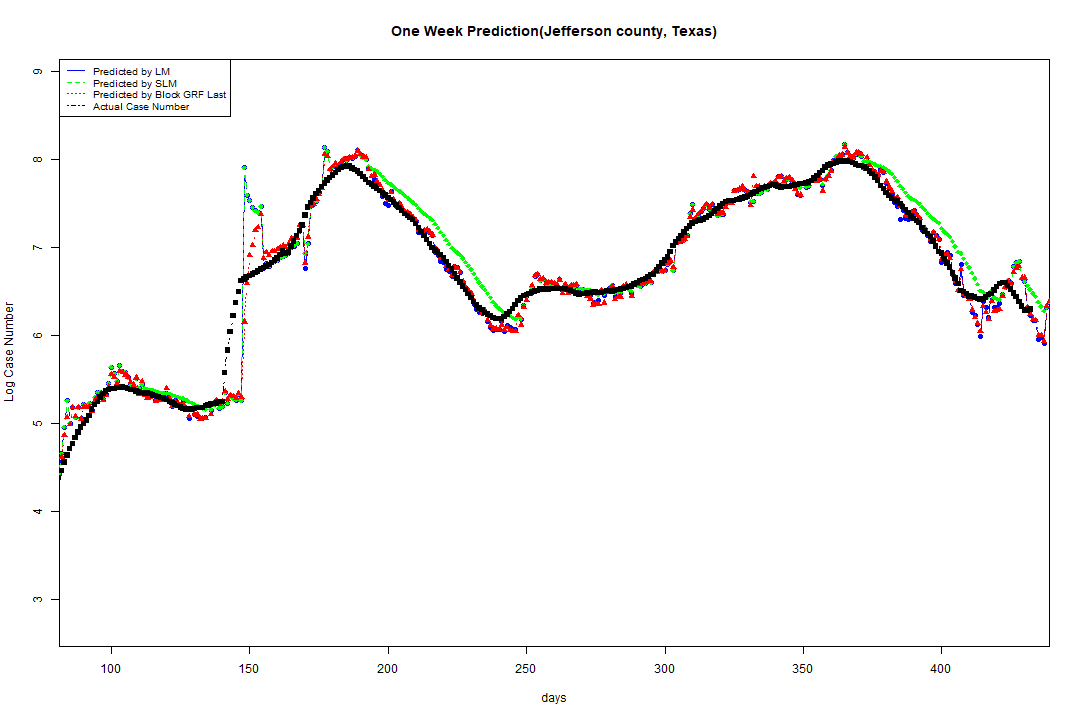 One Week Prediction(Jefferson county, Texas)
Predicted by LM
Predicted by SLM
Predicted by Block GRF Last
Actual Case Number
9
8
7
6
5
4
3
Log Case Number
100
150
200
250
300
350
400
days